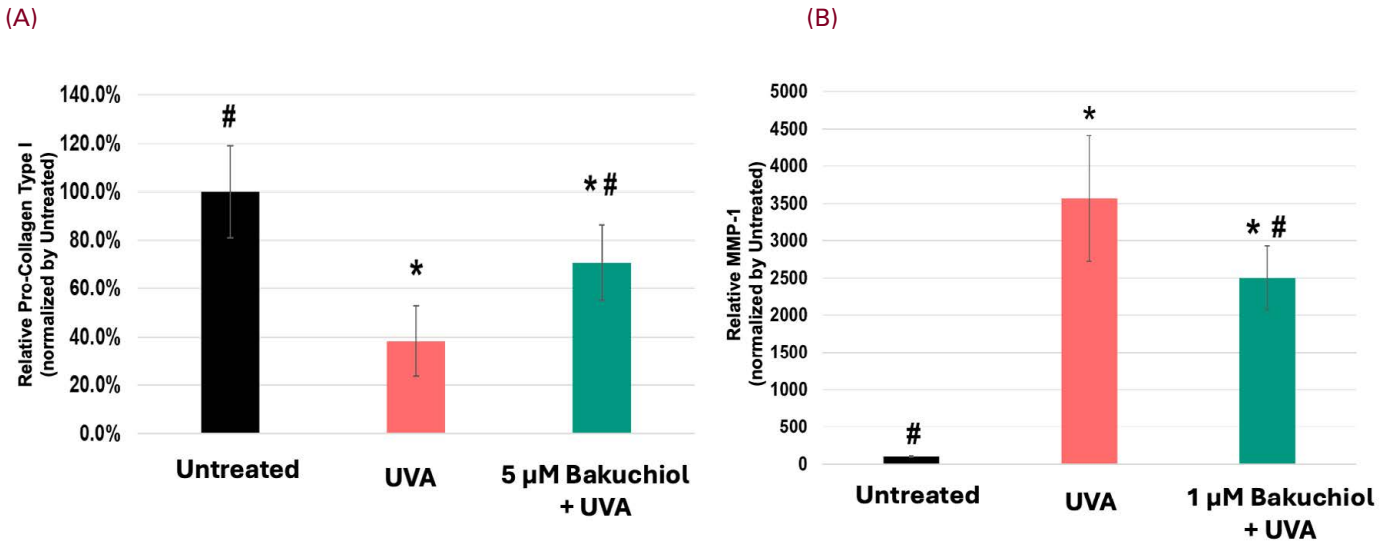 (A)
Relative Pro-Collagen Type I
(normalized by Untreated)
140.0%
120.0%
100.0%
80.0%
60.0%
40.0%
20.0%
0.0%
#
*
* #
Untreated
UVA
5 µM Bakuchiol
+ UVA
(B)
Relative MMP-1
(normalized by Untreated)
5000
4500
4000
3500
3000
2500
2000
1500
1000
500
0
#
*
* #
Untreated
UVA
1 µM Bakuchiol
+ UVA